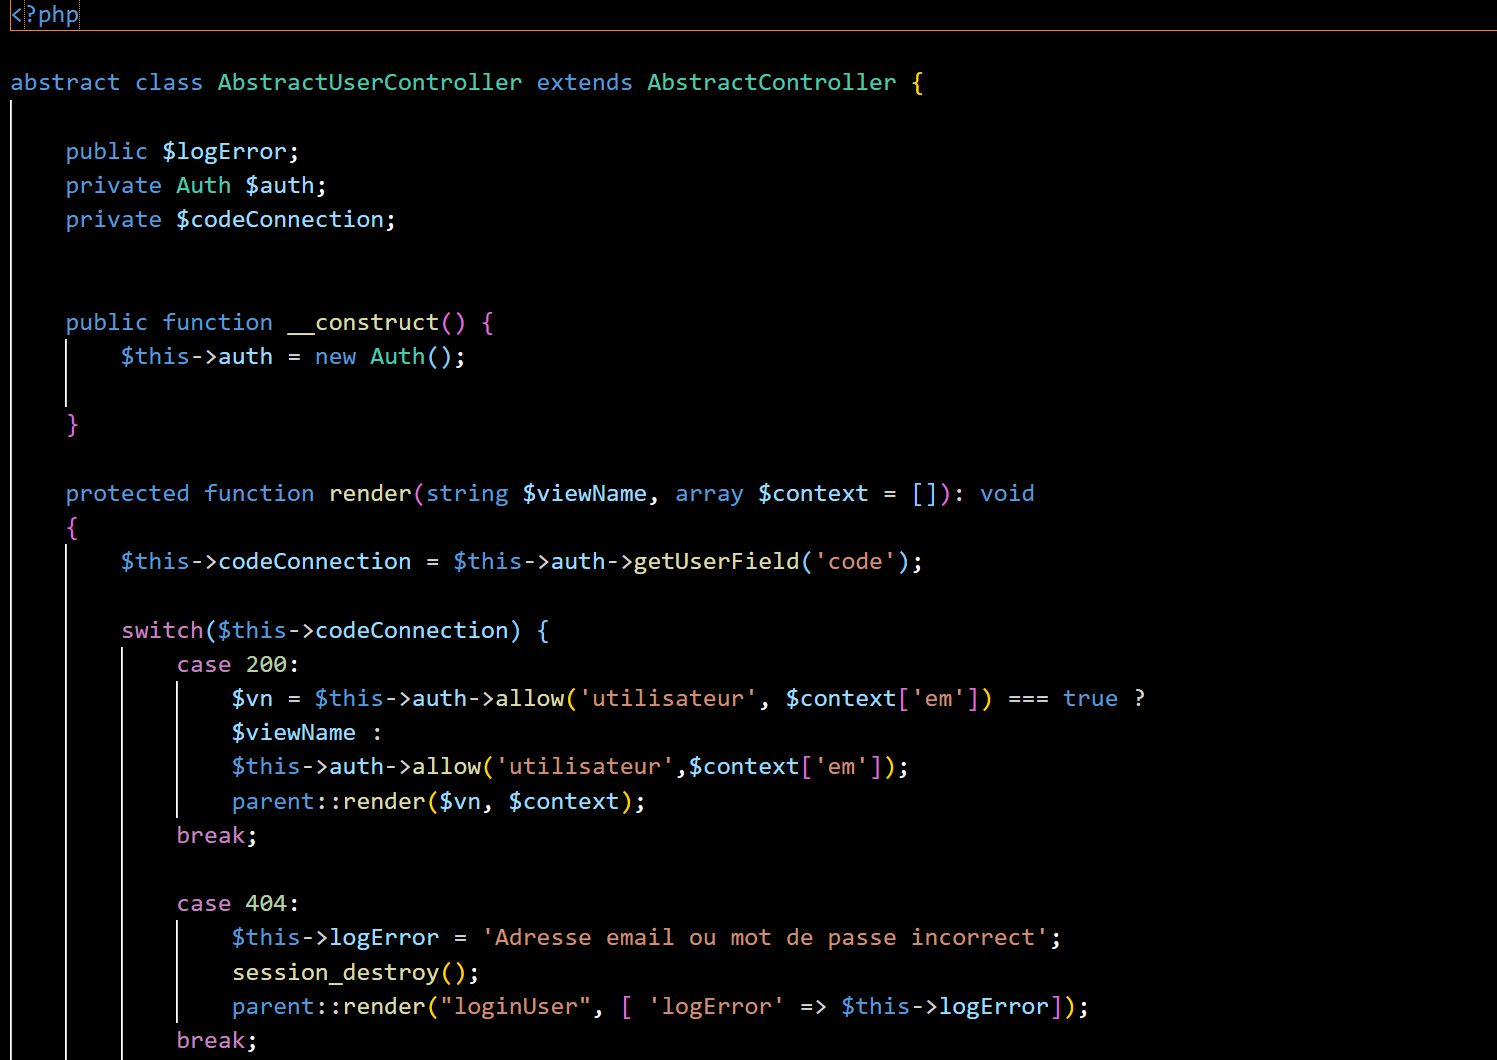 <?php
abstract class AbstractUserController extends AbstractController {
public $logError;
private Auth $auth;
private $codeConnection;
public function __construct() {
$this->auth = new Auth();
}
protected function render(string $viewName, array $context = []): void
{
$this->codeConnection = $this->auth->getUserField('code');
switch($this->codeConnection) {
case 200:
$vn = $this->auth->allow('utilisateur', $context['em']) === true ?
$viewName :
$this->auth->allow('utilisateur',$context['em']);
parent::render($vn, $context);
break;
case 404:
$this->logError = 'Adresse email ou mot de passe incorrect';
session_destroy();
parent::render("loginUser", [ 'logError' => $this->logError]);
break;